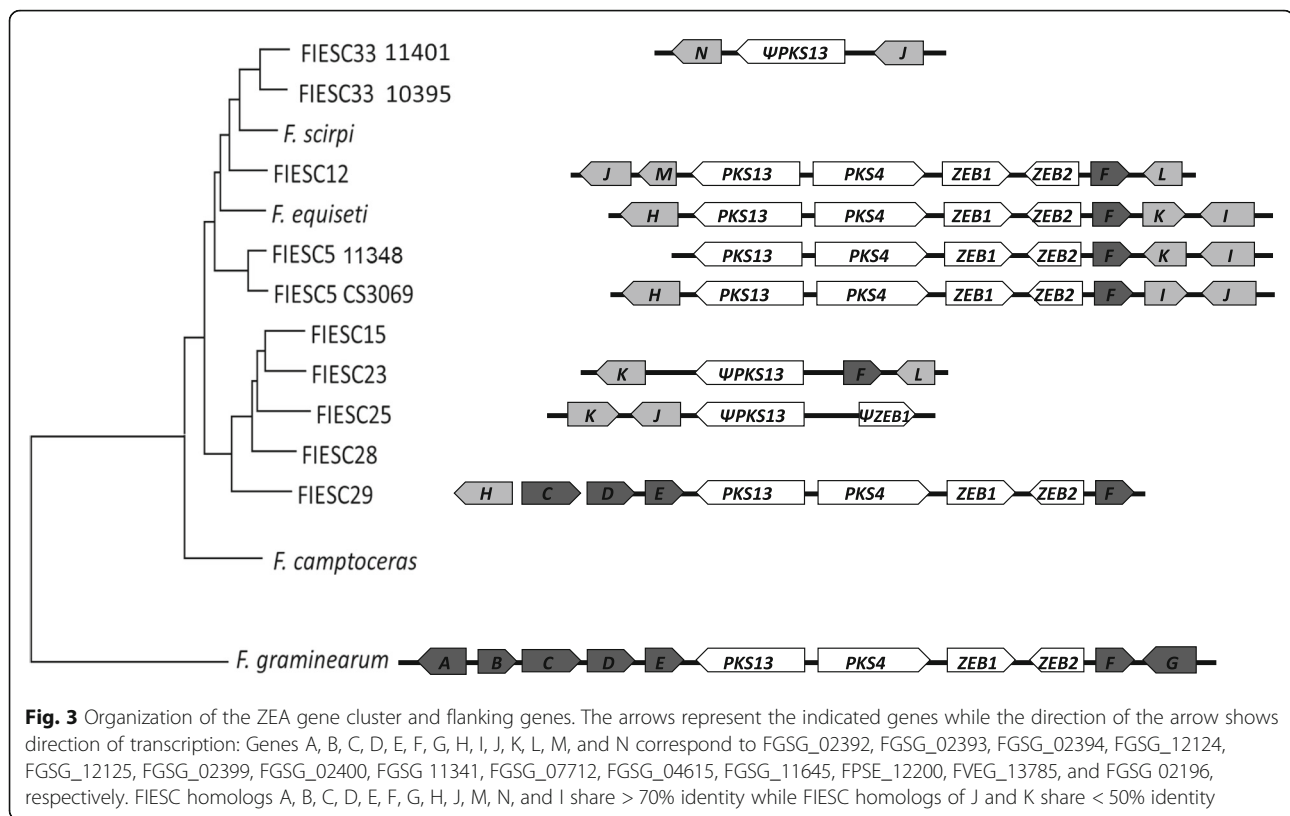 FIESC33 11401 N ΨPKS13 J
FIESC33 10395
F. scirpi
FIESC12 J M PKS13 PKS4 ZEB1 ZEB2 F L
F. equiseti H PKS13 PKS4 ZEB1 ZEB2 F K I
FIESC5 11348 PKS13 PKS4 ZEB1 ZEB2 F K I
FIESC5 CS3069 H PKS13 PKS4 ZEB1 ZEB2 F I J
FIESC15
FIESC23 K ΨPKS13 F L
FIESC25 K J ΨPKS13 ΨZEB1
FIESC28
FIESC29 H C D E PKS13 PKS4 ZEB1 ZEB2 F
F. camptoceras
F. graminearum A B C D E PKS13 PKS4 ZEB1 ZEB2 F G
Fig. 3 Organization of the ZEA gene cluster and flanking genes. The arrows represent the indicated genes while the direction of the arrow shows
direction of transcription: Genes A, B, C, D, E, F, G, H, I, J, K, L, M, and N correspond to FGSG_02392, FGSG_02393, FGSG_02394, FGSG_12124,
FGSG_12125, FGSG_02399, FGSG_02400, FGSG 11341, FGSG_07712, FGSG_04615, FGSG_11645, FPSE_12200, FVEG_13785, and FGSG 02196,
respectively. FIESC homologs A, B, C, D, E, F, G, H, J, M, N, and I share > 70% identity while FIESC homologs of J and K share < 50% identity